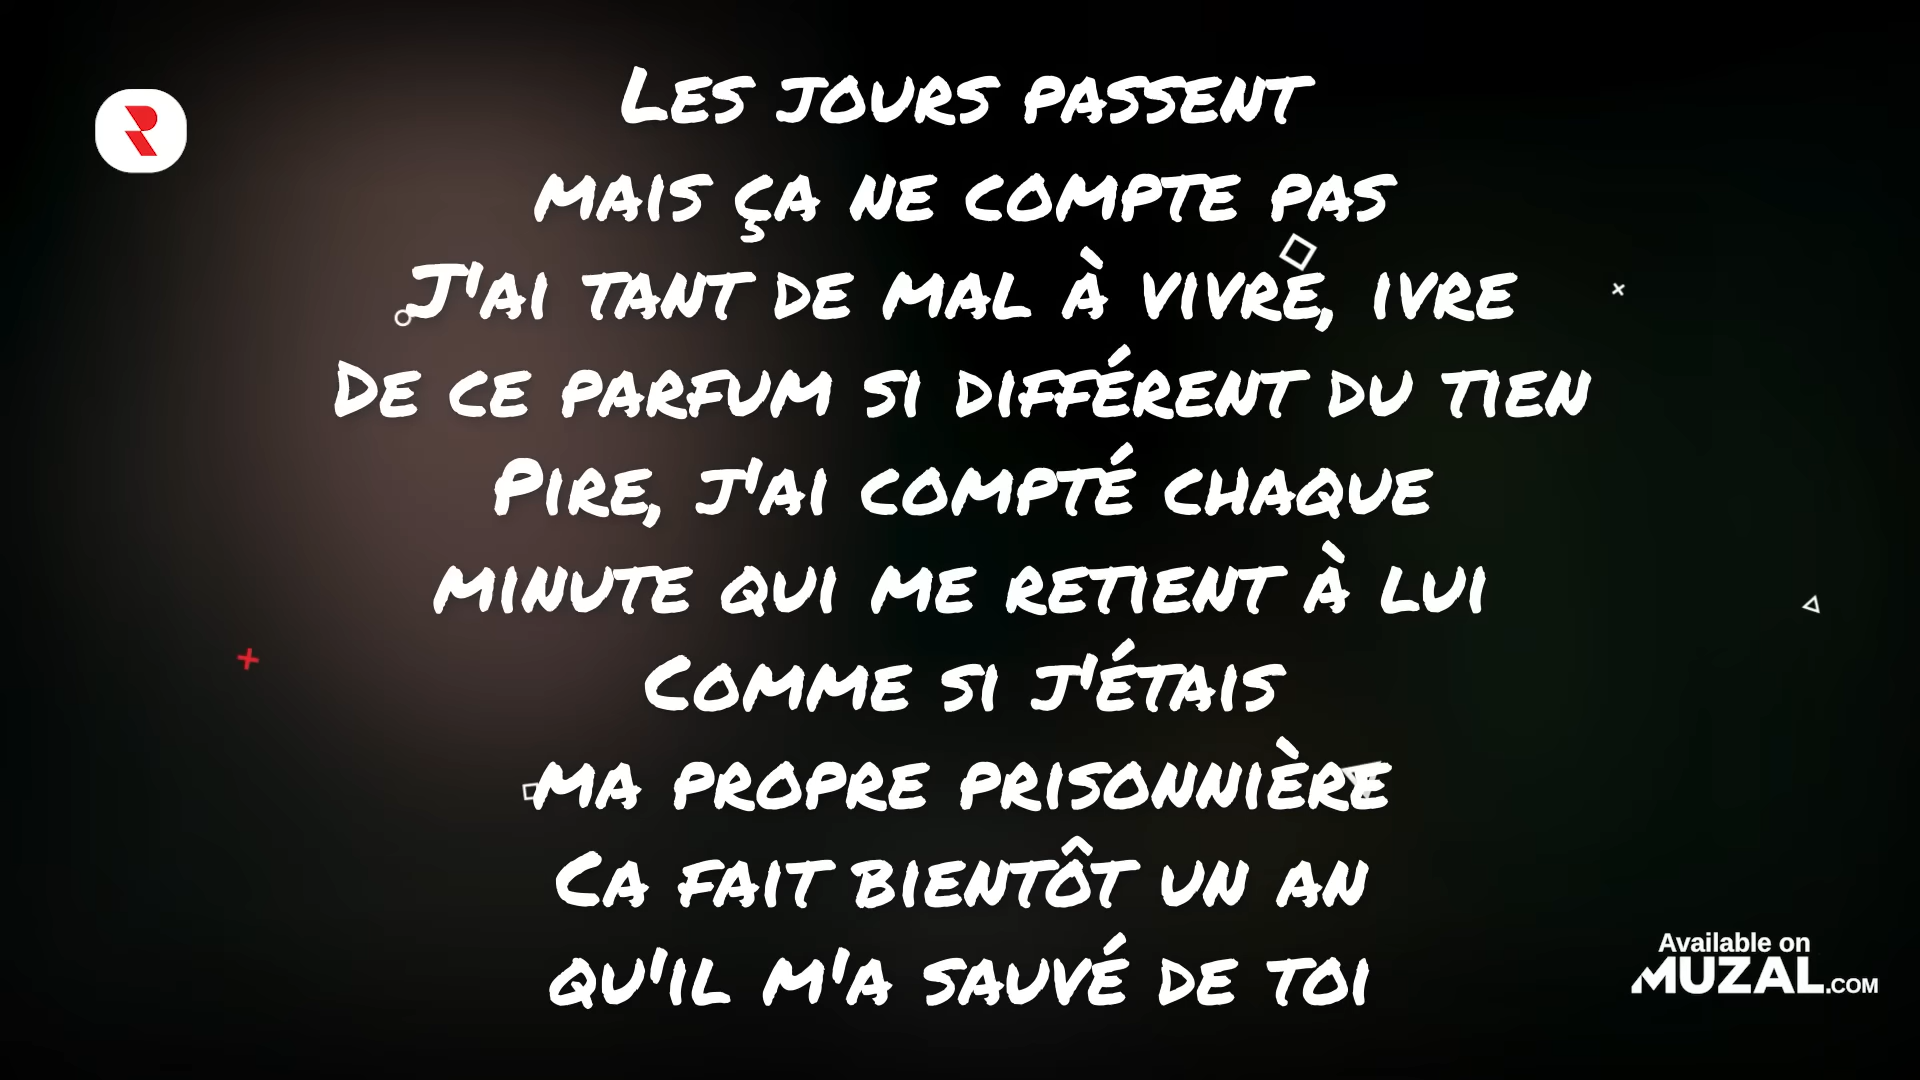 Les jours passent
mais ça ne compte pas
J'ai tant de mal à vivre, ivre
De ce parfum si différent du tien
Pire, j'ai compté chaque
minute qui me retient à lui
Comme si j'étais
ma propre prisonnière
Ca fait bientôt un an
qu'il m'a sauvé de toi
Available on
MUZAL.COM